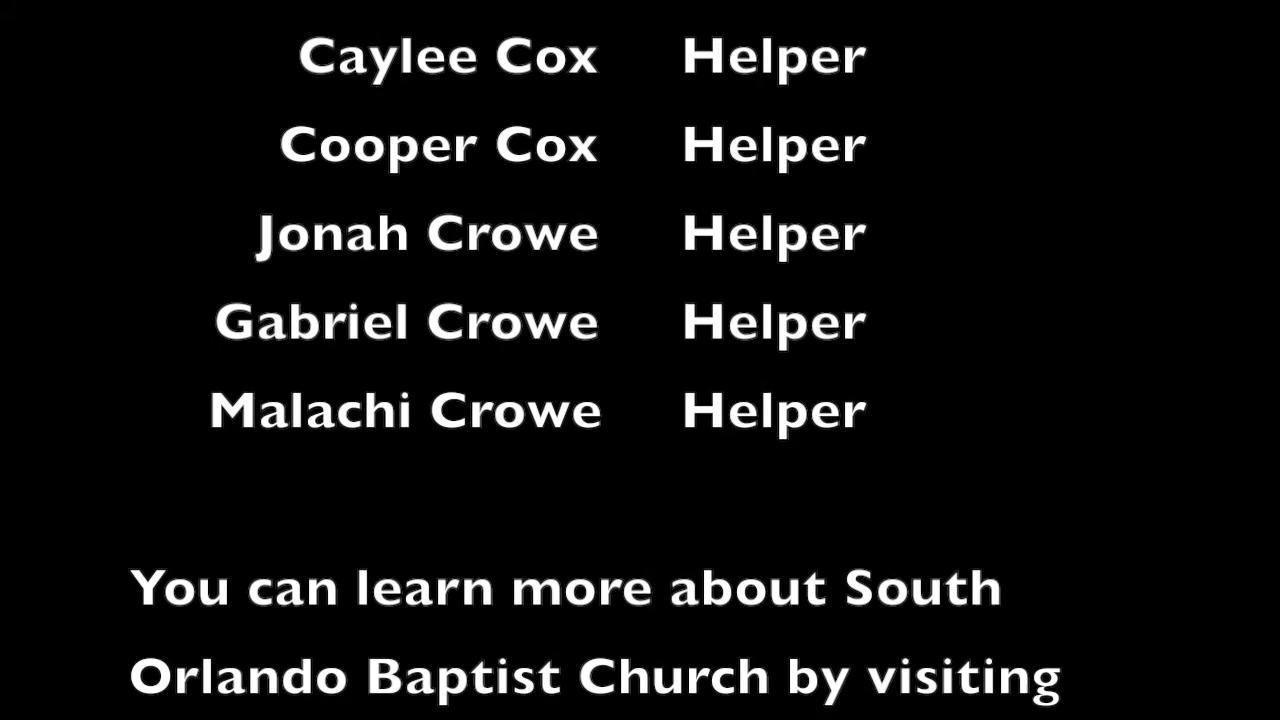 Caylee Cox Helper
Cooper Cox Helper
Jonah Crowe Helper
Gabriel Crowe Helper
Malachi Crowe Helper
You can learn more about South
Orlando Baptist Church by visiting